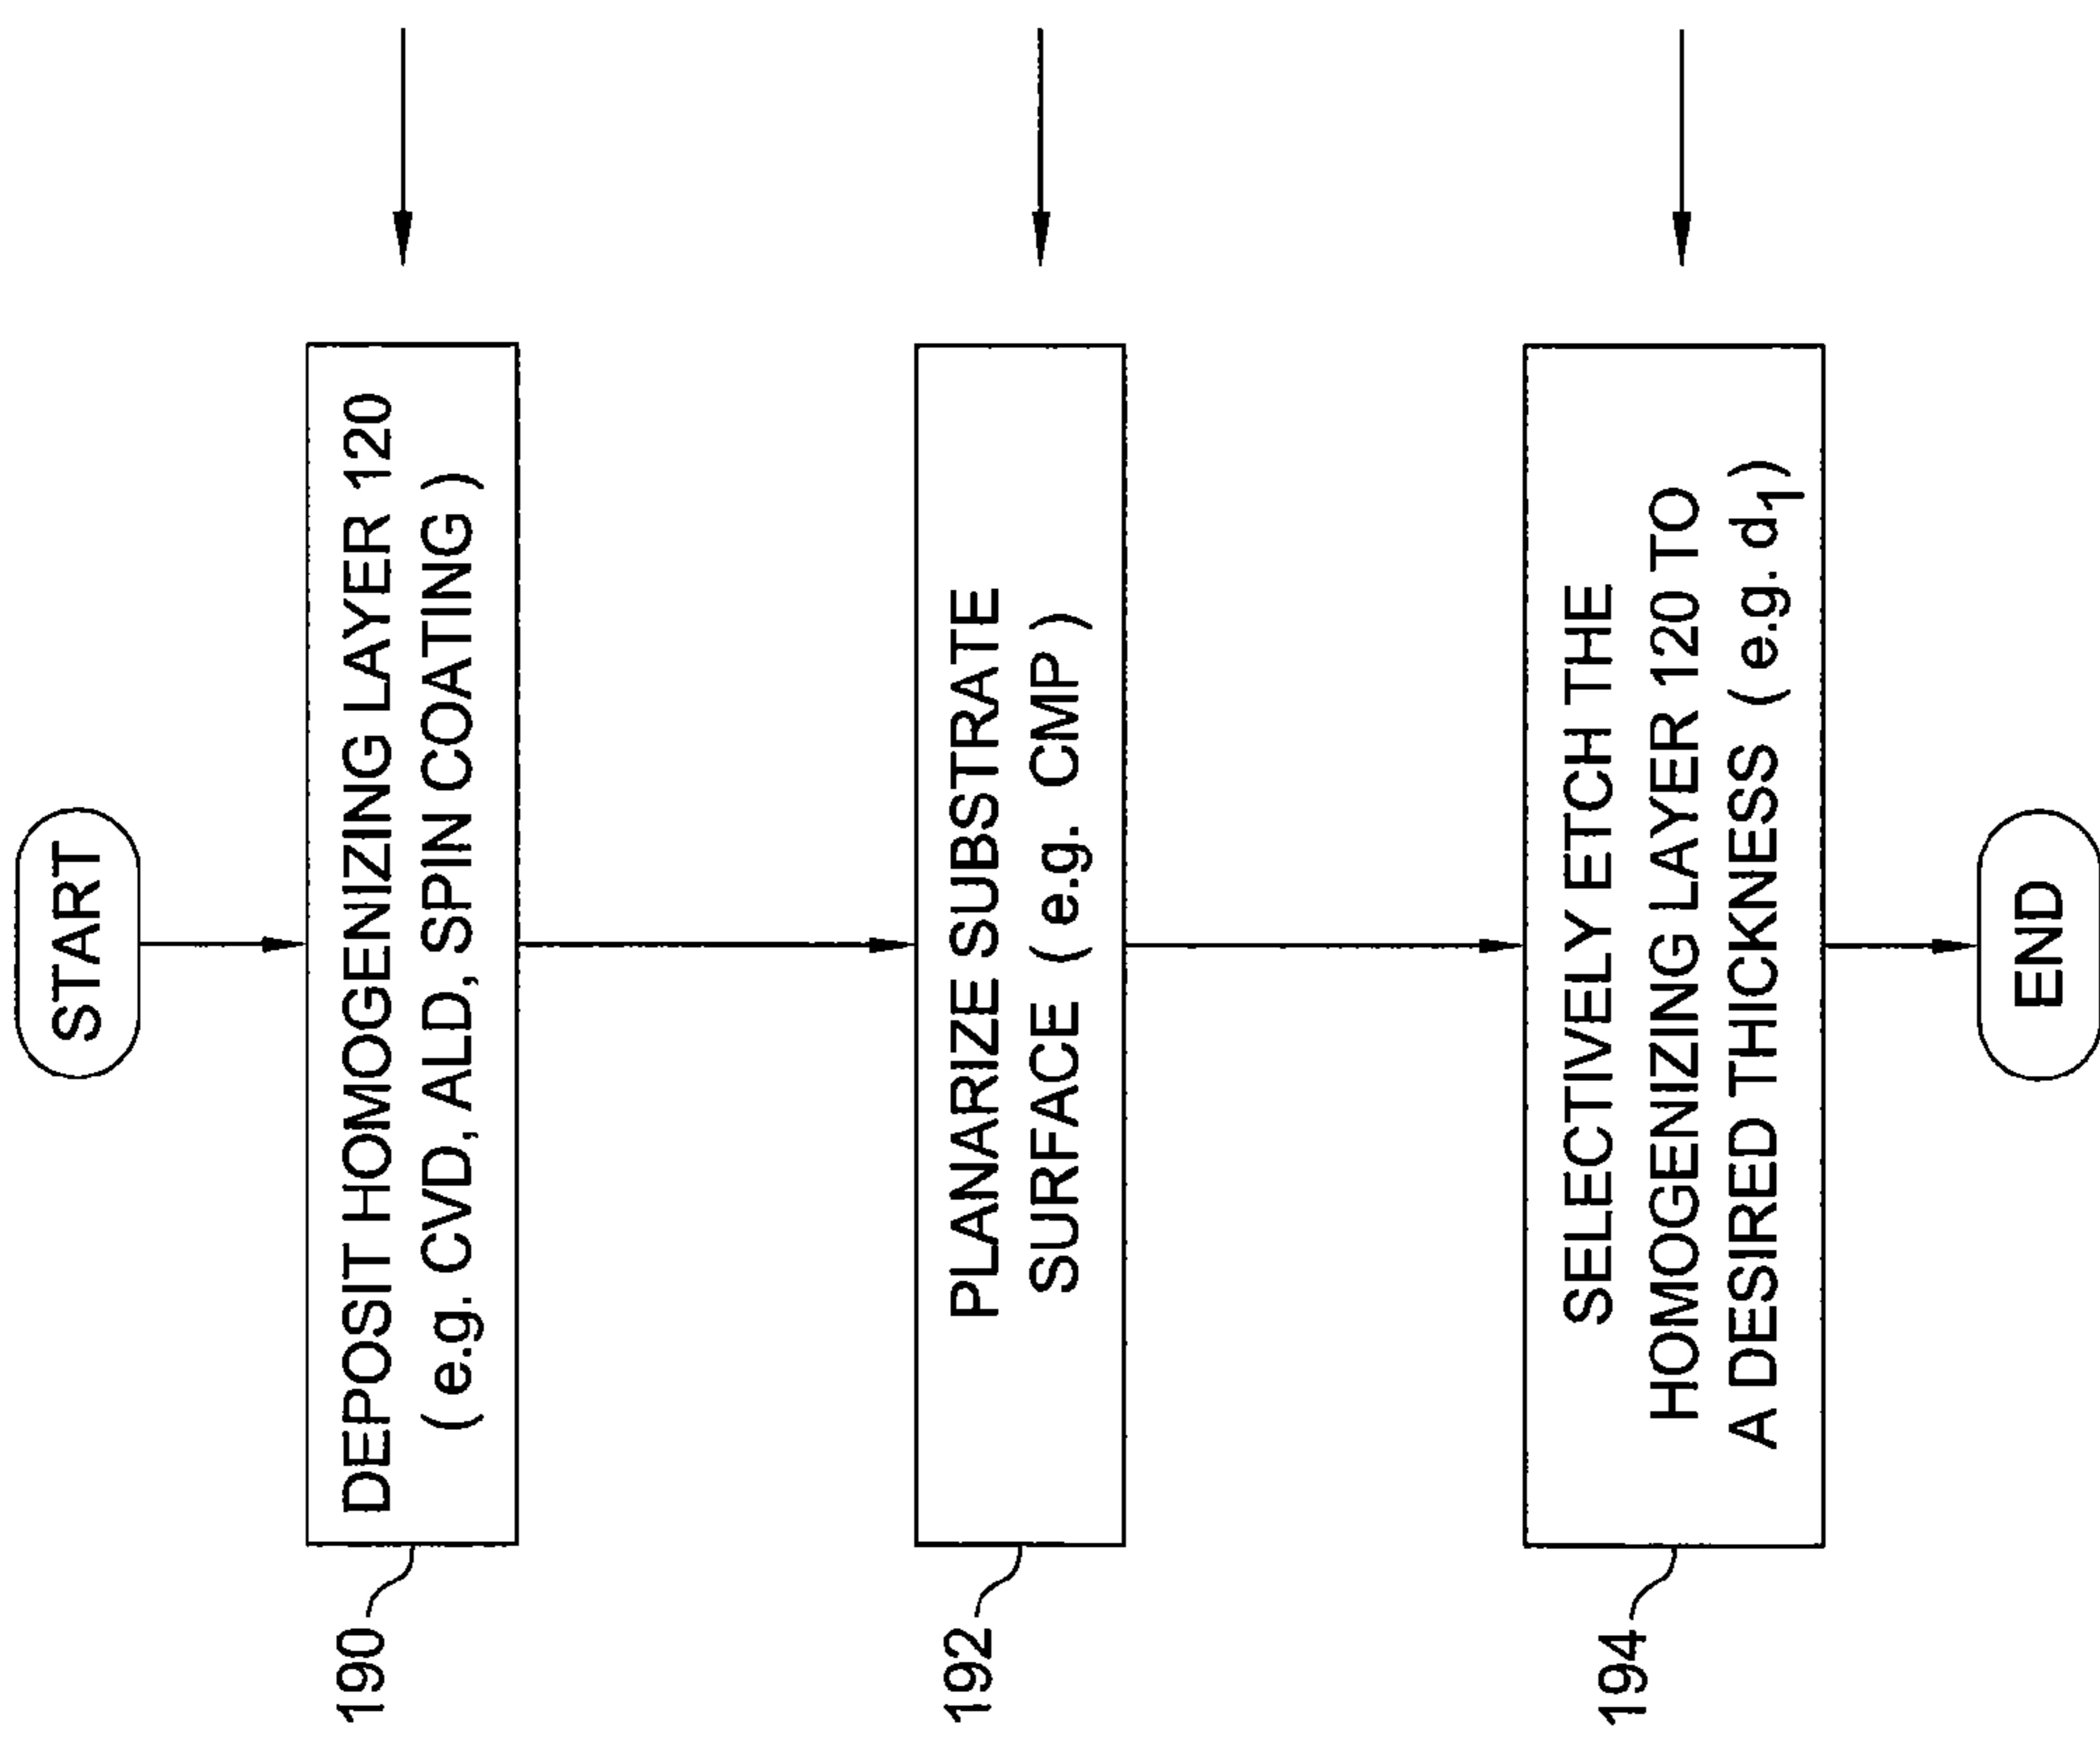 START
190
DEPOSIT HOMOGENIZING LAYER 120
( e.g. CVD, ALD, SPIN COATING )
192
PLANARIZE SUBSTRATE
SURFACE ( e.g. CMP )
194
SELECTIVELY ETCH THE
HOMOGENIZING LAYER 120 TO
A DESIRED THICKNESS ( e.g. d₁ )
END